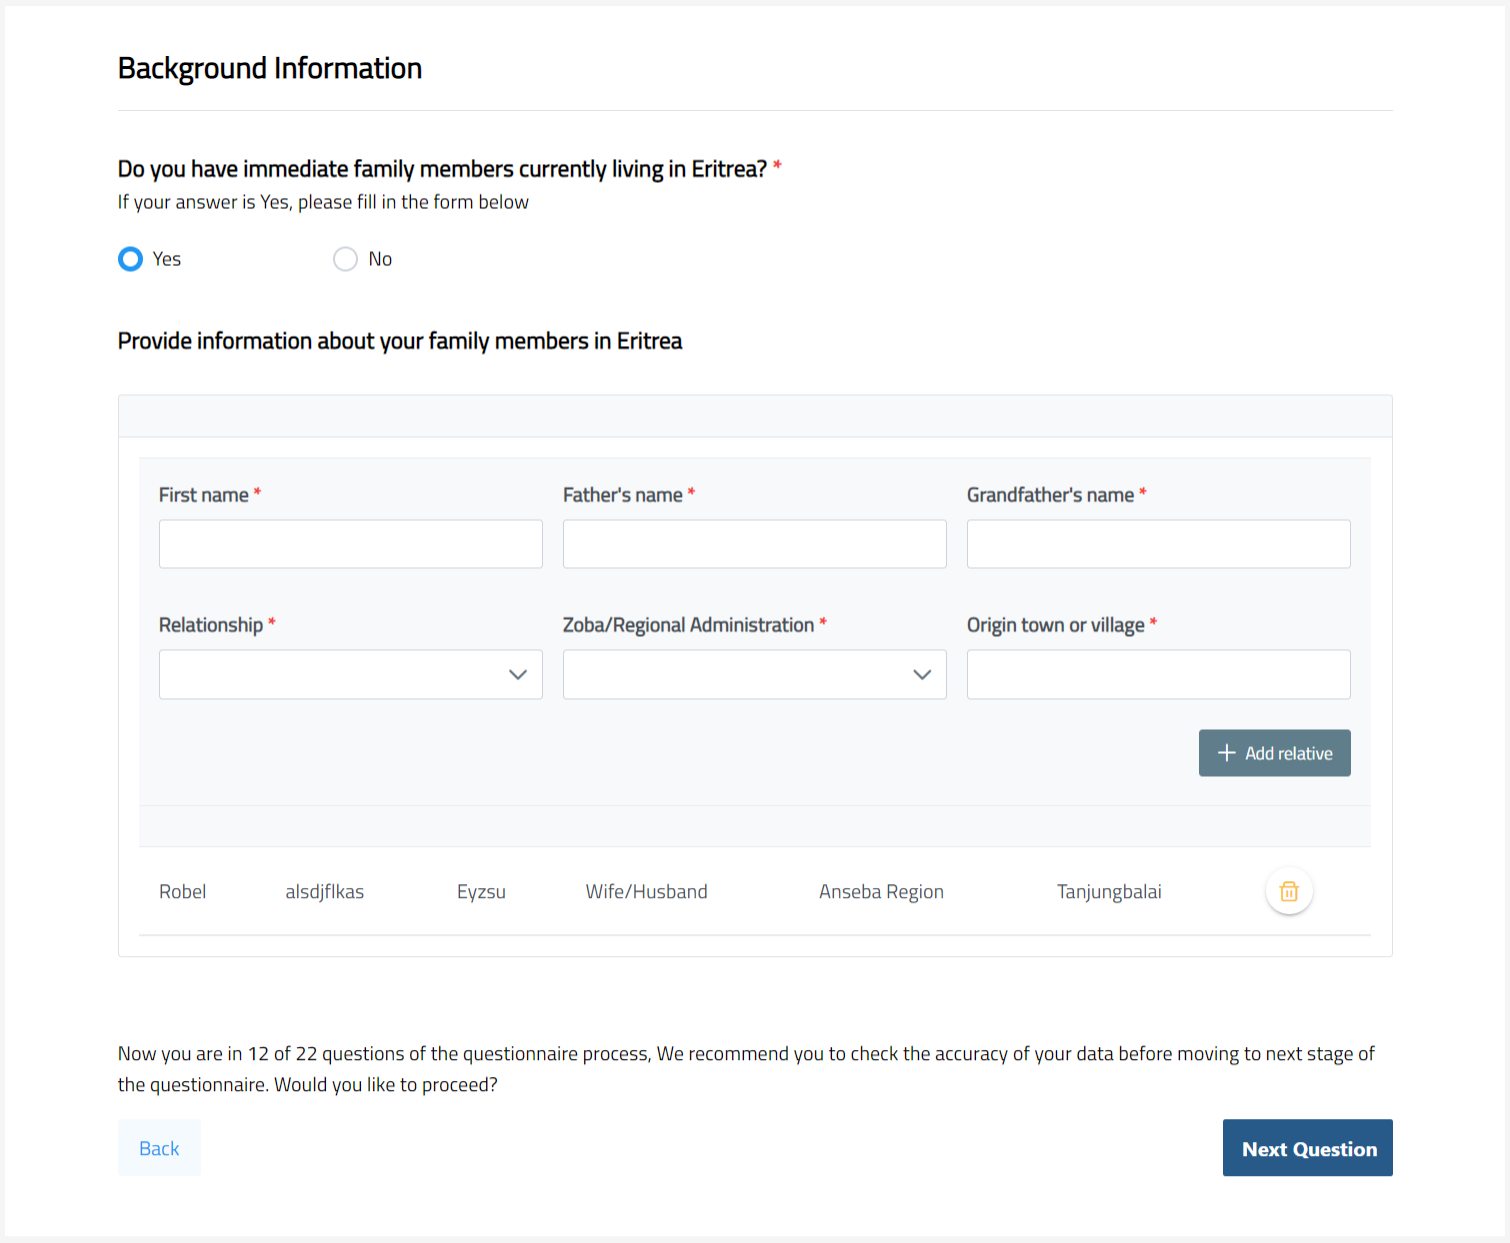 Background Information
Do you have immediate family members currently living in Eritrea? *
If your answer is Yes, please fill in the form below
Yes No
Provide information about your family members in Eritrea
First name * Father's name * Grandfather's name *
Relationship * Zoba/Regional Administration * Origin town or village *
+ Add relative
Robel alsdjflkas Eyzsu Wife/Husband Anseba Region Tanjungbalai
Now you are in 12 of 22 questions of the questionnaire process, We recommend you to check the accuracy of your data before moving to next stage of
the questionnaire. Would you like to proceed?
Back Next Question